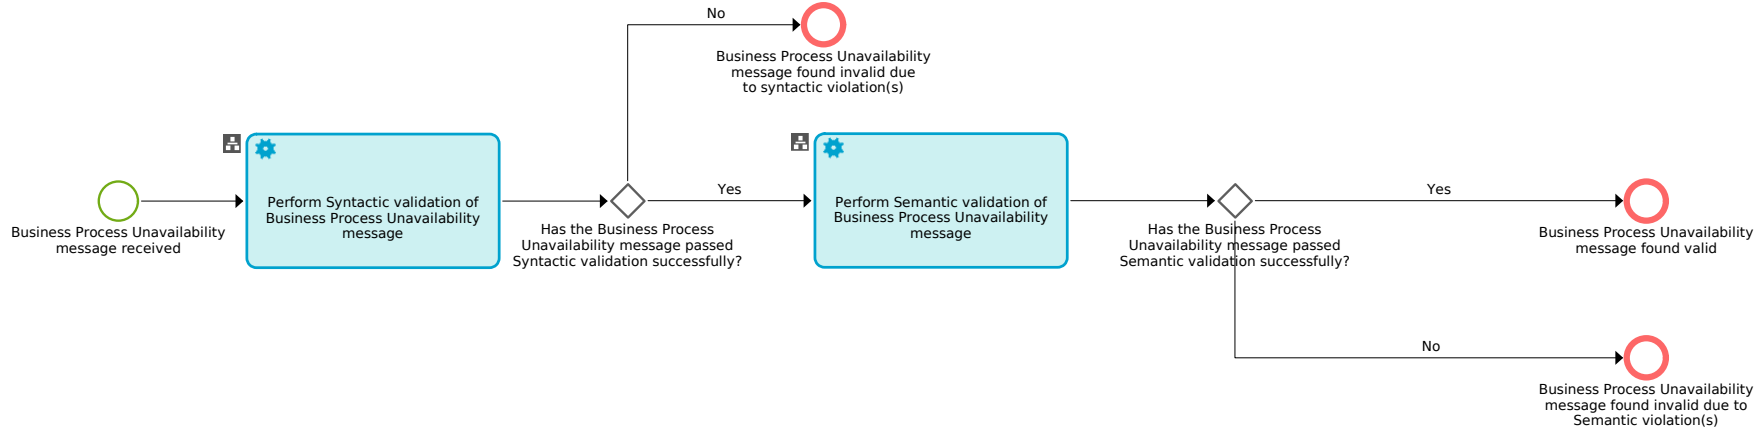 No
Business Process Unavailability
message found invalid due
to syntactic violation(s)
Business Process Unavailability
message received
Perform Syntactic validation of
Business Process Unavailability
message
Has the Business Process
Unavailability message passed
Syntactic validation successfully?
Yes
Perform Semantic validation of
Business Process Unavailability
message
Has the Business Process
Unavailability message passed
Semantic validation successfully?
Yes
Business Process Unavailability
message found valid
No
Business Process Unavailability
message found invalid due to
Semantic violation(s)